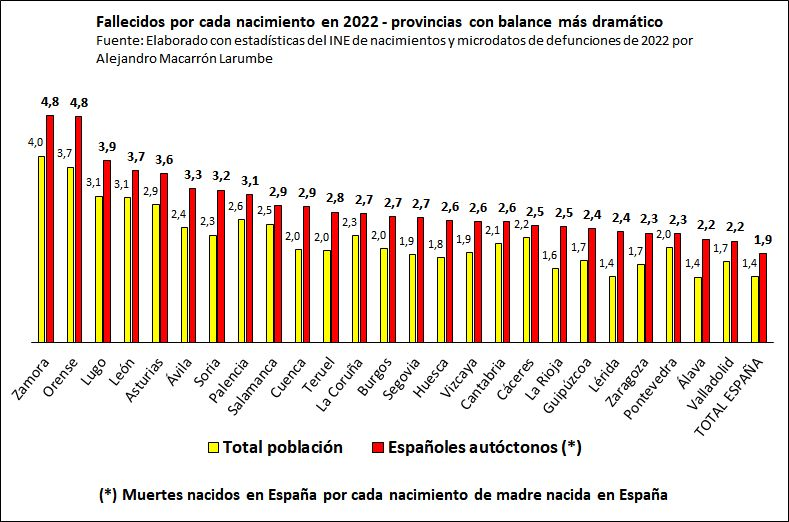 Fallecidos por cada nacimiento en 2022 - provincias con balance más dramático
Fuente: Elaborado con estadísticas del INE de nacimientos y microdatos de defunciones de 2022 por
Alejandro Macarrón Larumbe
4,0 4,8
3,7 4,8
3,1 3,9
3,1 3,7
2,9 3,6
2,4 3,3
2,3 3,2
2,6 3,1
2,5 2,9
2,0 2,9
2,0 2,8
2,3 2,7
2,0 2,7
1,9 2,7
1,8 2,6
1,9 2,6
2,1 2,6
2,2 2,5
1,6 2,5
1,7 2,4
1,4 2,4
1,7 2,3
2,0 2,3
1,4 2,2
1,7 2,2
1,4 1,9
Zamora
Orense
Lugo
León
Asturias
Ávila
Soria
Palencia
Salamanca
Cuenca
Teruel
La Coruña
Burgos
Segovia
Huesca
Vizcaya
Cantabria
Cáceres
La Rioja
Guipúzcoa
Lérida
Zaragoza
Pontevedra
Álava
Valladolid
TOTAL ESPAÑA
Total población
Españoles autóctonos (*)
(*) Muertes nacidos en España por cada nacimiento de madre nacida en España